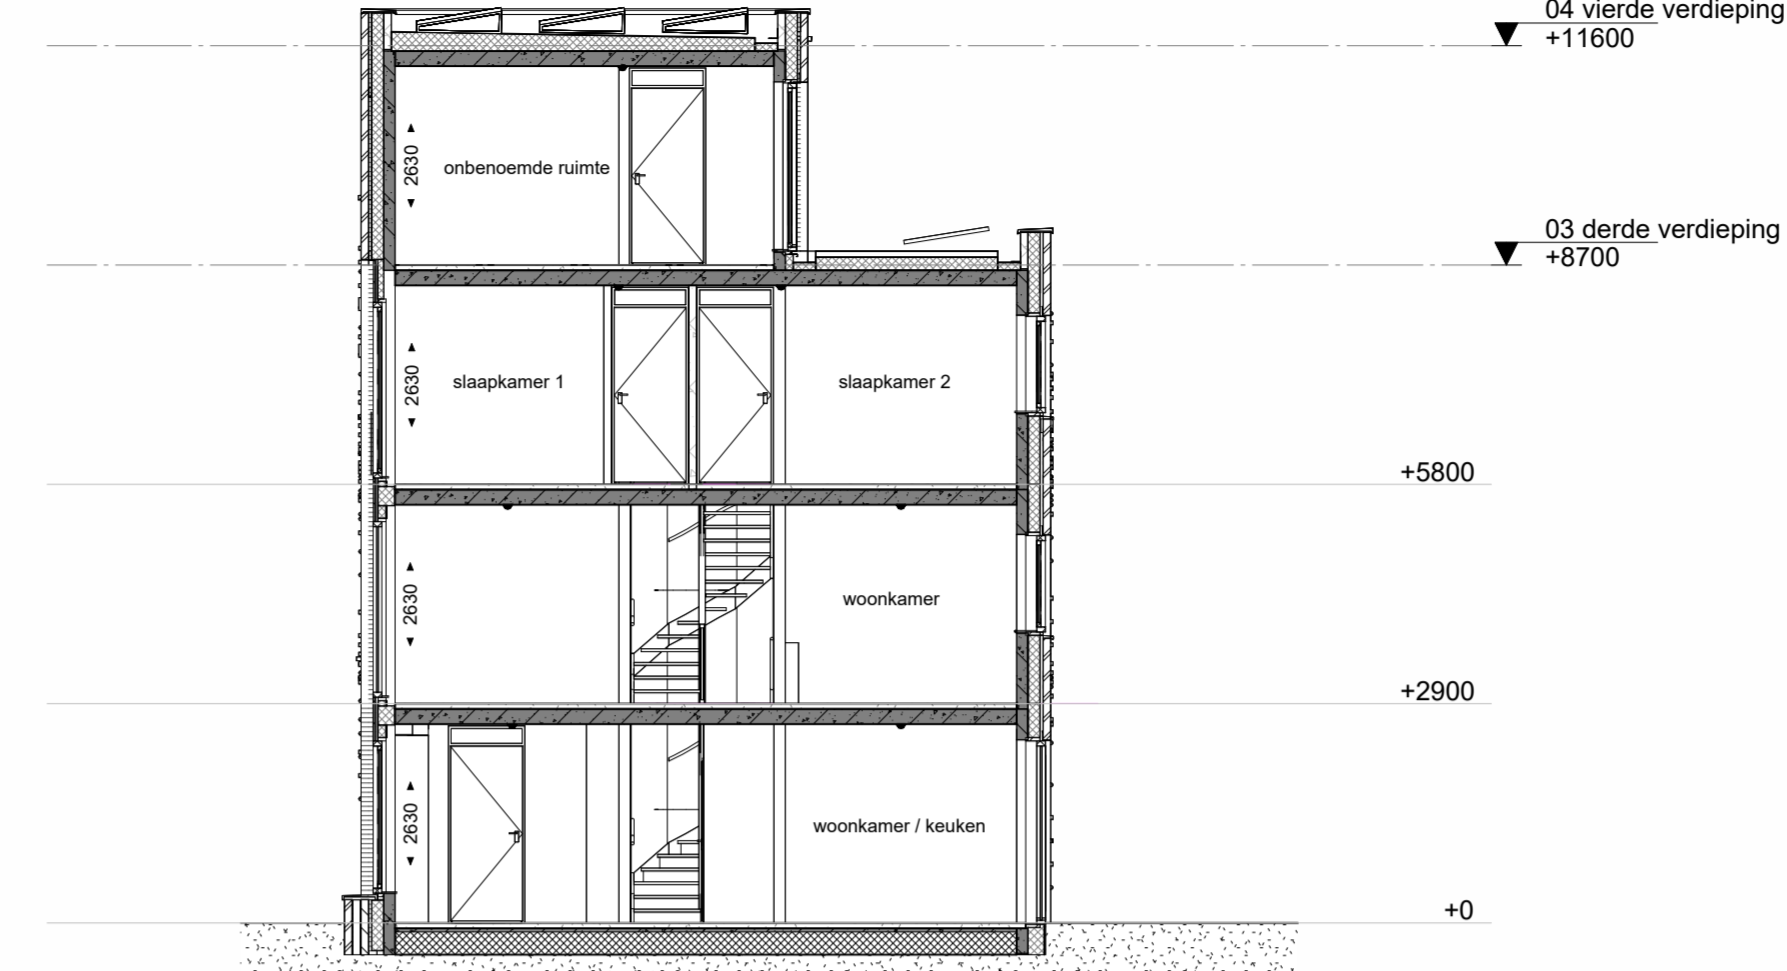 04 vierde verdieping
+11600
2630
onbenoemde ruimte
03 derde verdieping
+8700
2630
slaapkamer 1
slaapkamer 2
+5800
2630
woonkamer
+2900
2630
woonkamer / keuken
+0